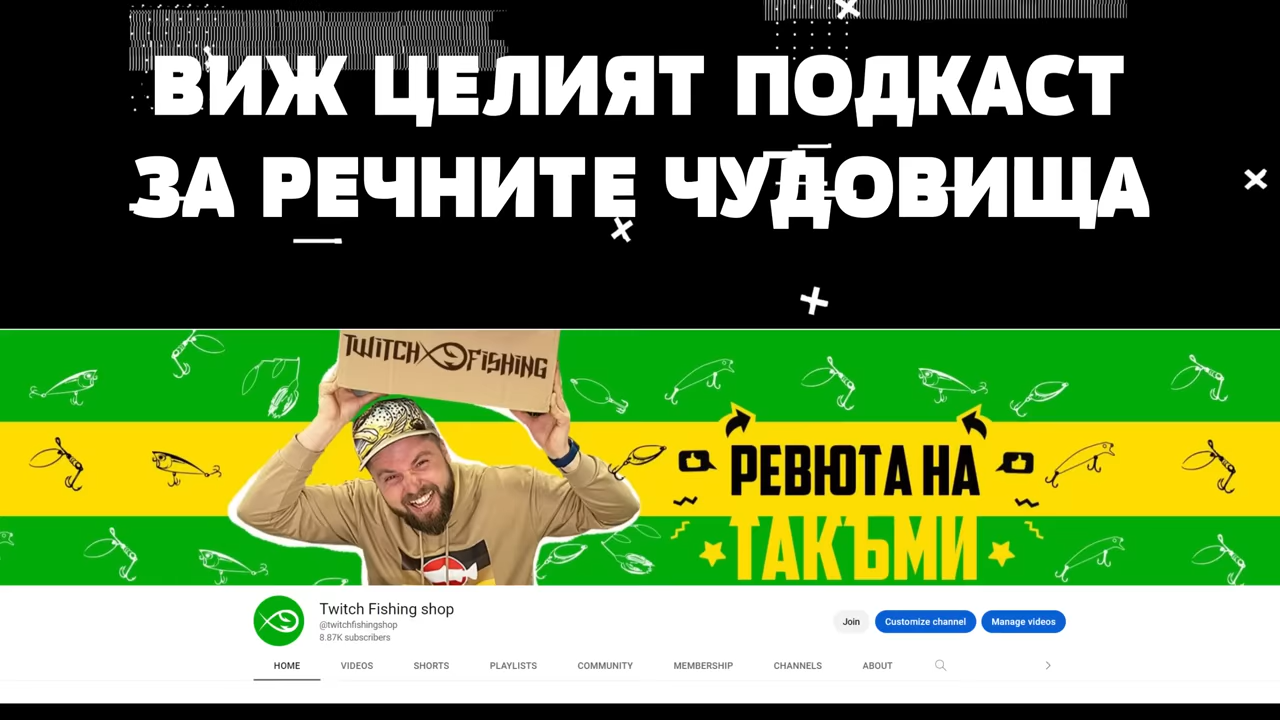 ВИЖ ЦЕЛИЯТ ПОДКАСТ
ЗА РЕЧНИТЕ ЧУДОВИЩА
TWITCH FISHING
РЕВЮТА НА
ТАКЪМИ
Twitch Fishing shop
@twitchfishingshop
8.87K subscribers
Join
Customize channel
Manage videos
HOME
VIDEOS
SHORTS
PLAYLISTS
COMMUNITY
MEMBERSHIP
CHANNELS
ABOUT